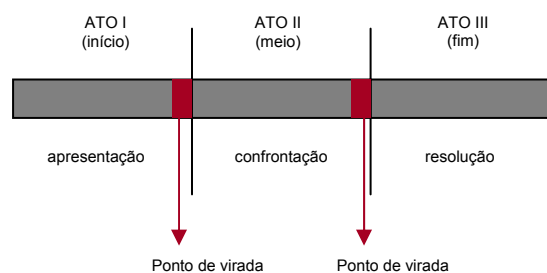 ATO I
(início)
ATO II
(meio)
ATO III
(fim)
apresentação
confrontação
resolução
Ponto de virada
Ponto de virada